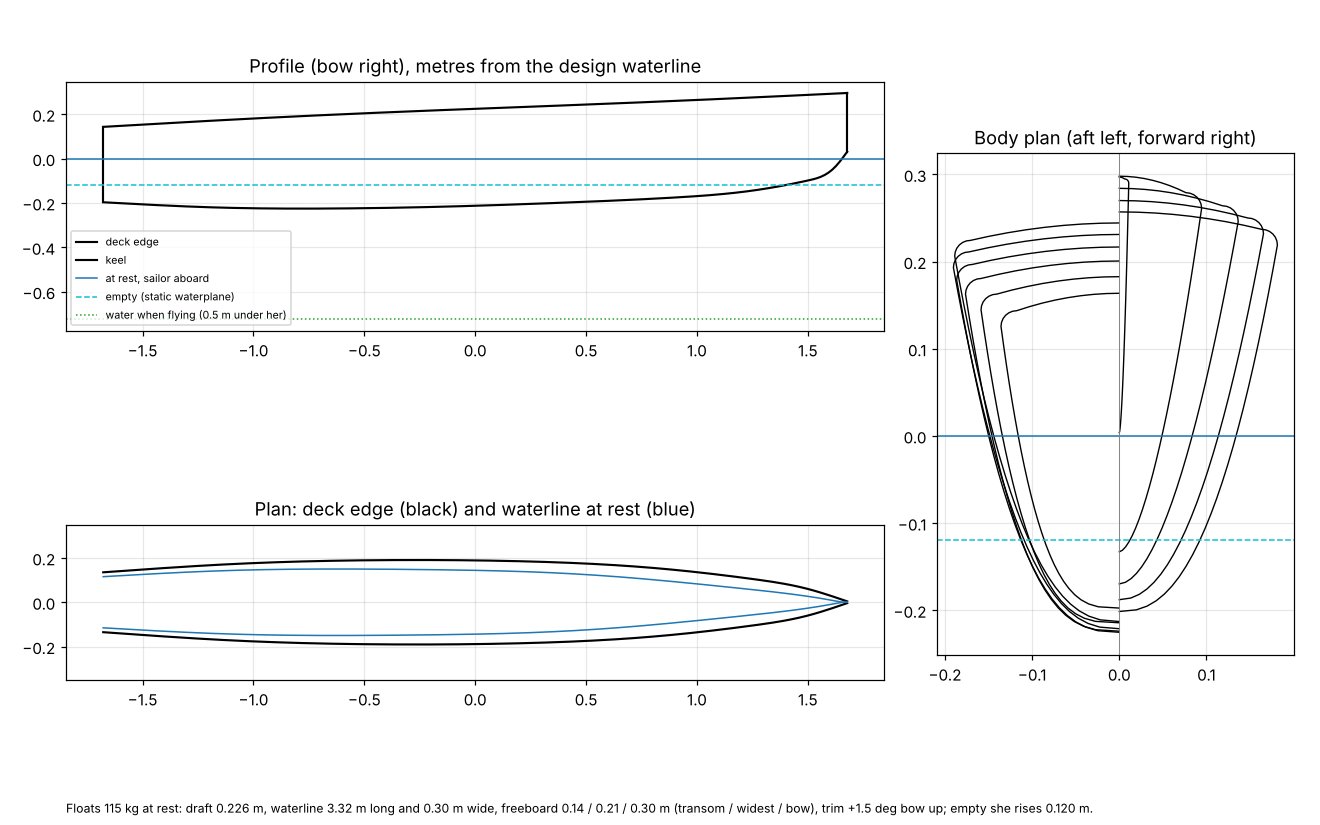 Profile (bow right), metres from the design waterline
0.2
0.0
−0.2
−0.4
−0.6
deck edge
keel
at rest, sailor aboard
empty (static waterplane)
water when flying (0.5 m under her)
−1.5 −1.0 −0.5 0.0 0.5 1.0 1.5
Body plan (aft left, forward right)
0.3
0.2
0.1
0.0
−0.1
−0.2
−0.2 −0.1 0.0 0.1
Plan: deck edge (black) and waterline at rest (blue)
0.2
0.0
−0.2
−1.5 −1.0 −0.5 0.0 0.5 1.0 1.5
Floats 115 kg at rest: draft 0.226 m, waterline 3.32 m long and 0.30 m wide, freeboard 0.14 / 0.21 / 0.30 m (transom / widest / bow), trim +1.5 deg bow up; empty she rises 0.120 m.